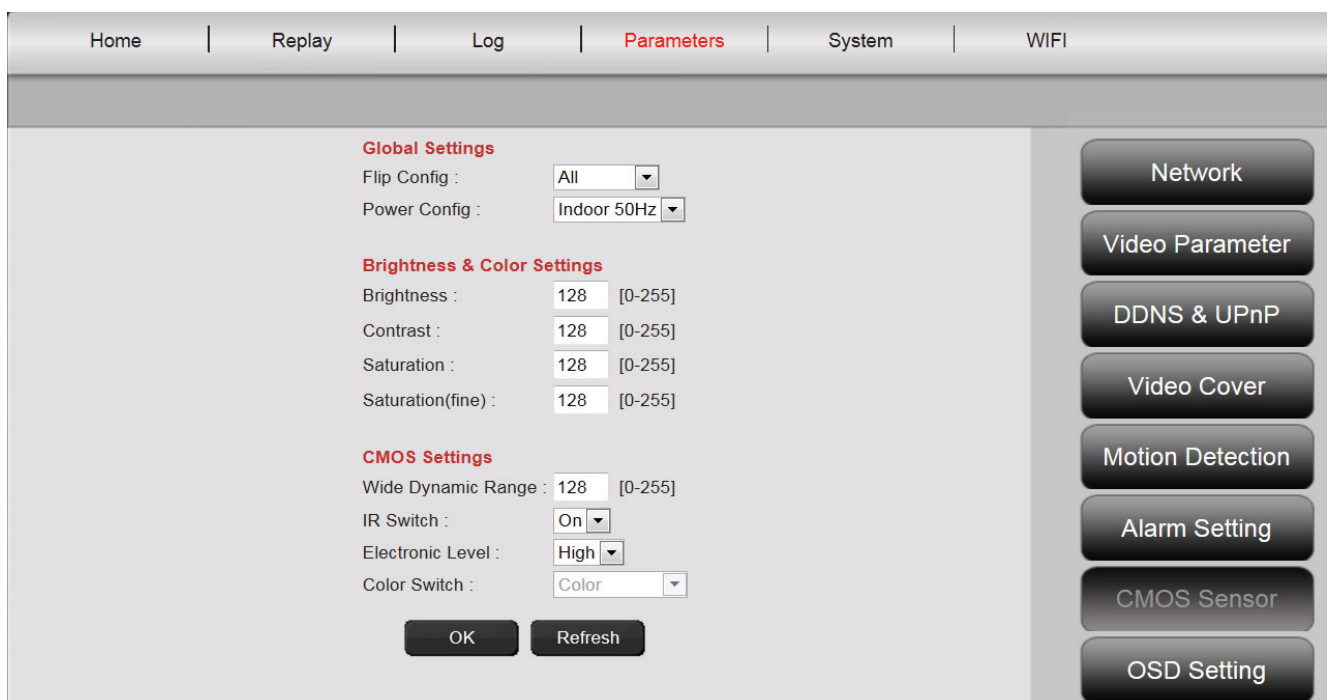 Home | Replay | Log | Parameters | System | WIFI
Global Settings
Flip Config : All
Power Config : Indoor 50Hz
Brightness & Color Settings
Brightness : 128 [0-255]
Contrast : 128 [0-255]
Saturation : 128 [0-255]
Saturation(fine) : 128 [0-255]
CMOS Settings
Wide Dynamic Range : 128 [0-255]
IR Switch : On
Electronic Level : High
Color Switch : Color
OK Refresh
Network
Video Parameter
DDNS & UPnP
Video Cover
Motion Detection
Alarm Setting
CMOS Sensor
OSD Setting